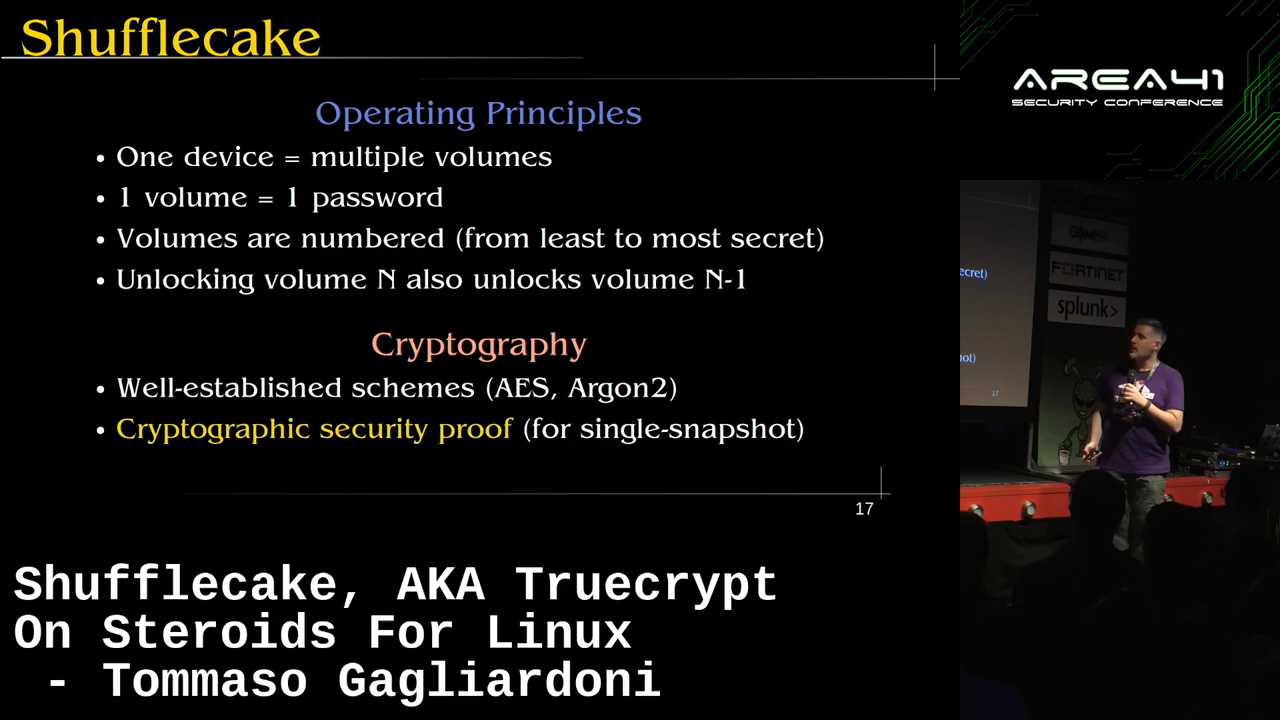 Shufflecake
Operating Principles
• One device = multiple volumes
• 1 volume = 1 password
• Volumes are numbered (from least to most secret)
• Unlocking volume N also unlocks volume N-1
Cryptography
• Well-established schemes (AES, Argon2)
• Cryptographic security proof (for single-snapshot)
17
AREA41
SECURITY CONFERENCE
ecret)
FORTINET
splunk>
not)
17
Shufflecake, AKA Truecrypt
On Steroids For Linux
- Tommaso Gagliardoni